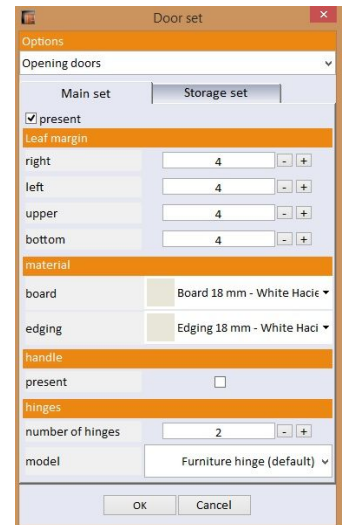 Door set
Options
Opening doors
Main set Storage set
present
Leaf margin
right 4 - +
left 4 - +
upper 4 - +
bottom 4 - +
material
board Board 18 mm - White Hacie
edging Edging 18 mm - White Haci
handle
present
hinges
number of hinges 2 - +
model Furniture hinge (default)
OK Cancel